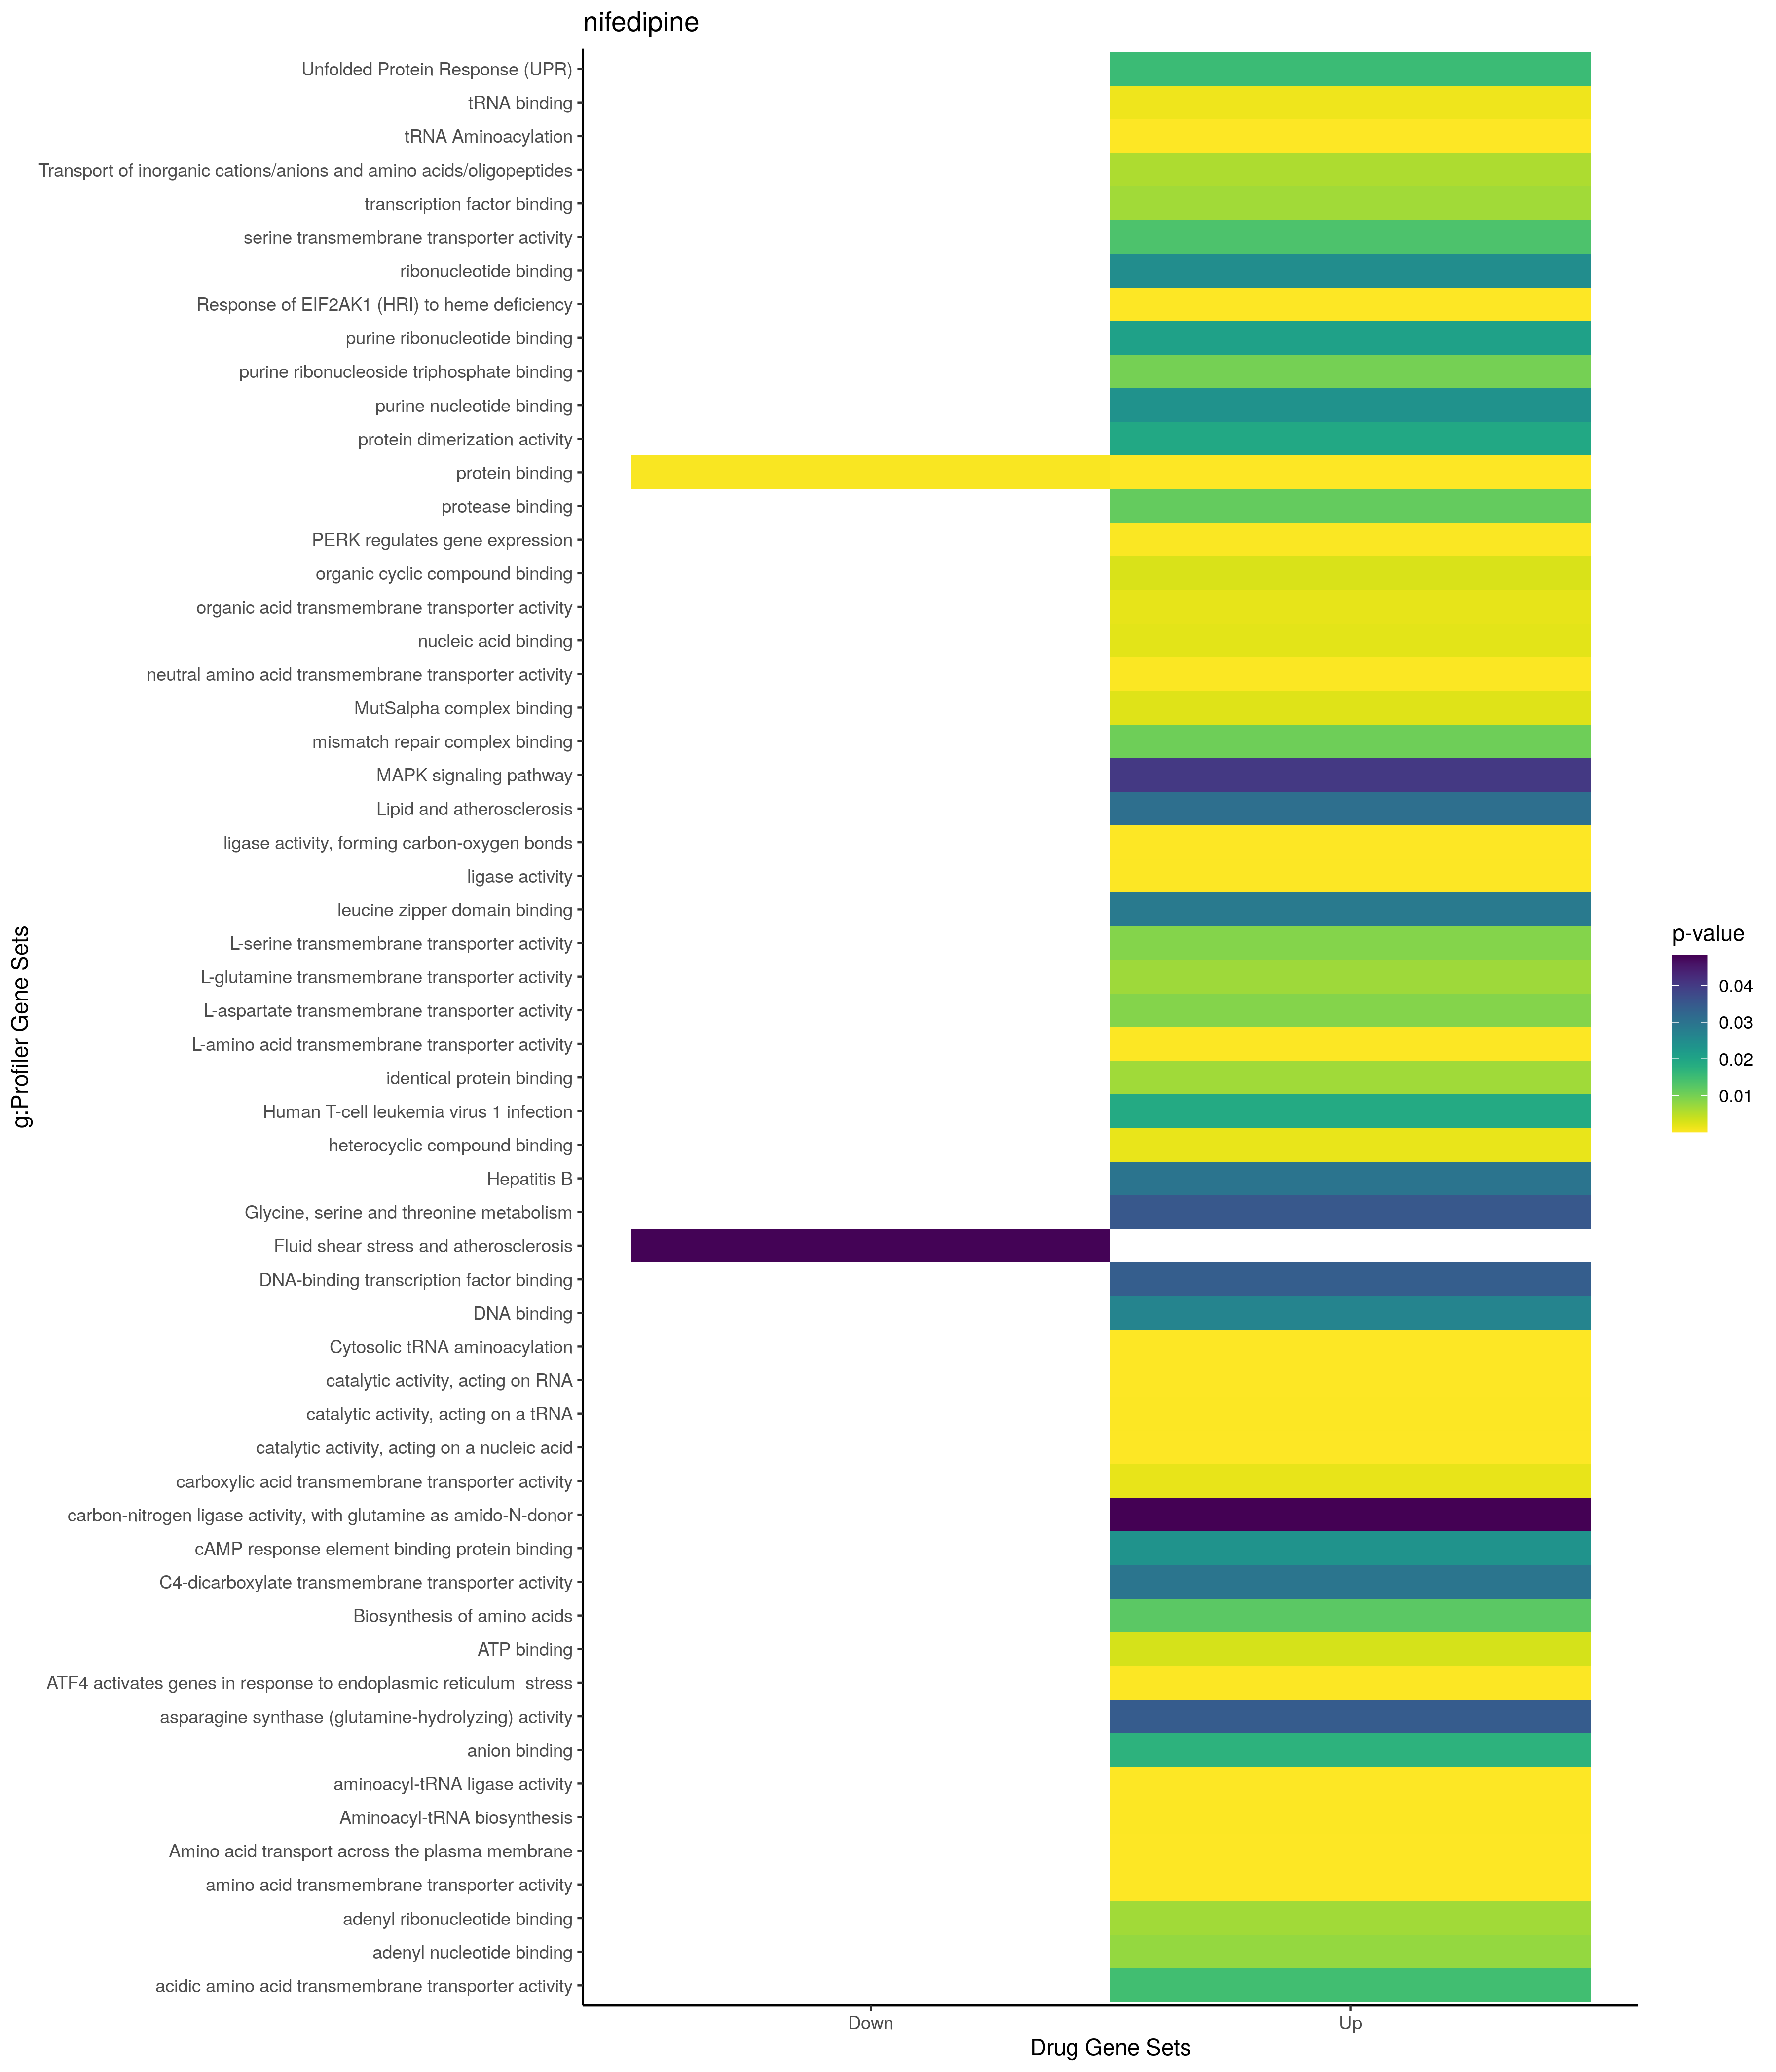 nifedipine
Unfolded Protein Response (UPR)
tRNA binding
tRNA Aminoacylation
Transport of inorganic cations/anions and amino acids/oligopeptides
transcription factor binding
serine transmembrane transporter activity
ribonucleotide binding
Response of EIF2AK1 (HRI) to heme deficiency
purine ribonucleotide binding
purine ribonucleoside triphosphate binding
purine nucleotide binding
protein dimerization activity
protein binding
protease binding
PERK regulates gene expression
organic cyclic compound binding
organic acid transmembrane transporter activity
nucleic acid binding
neutral amino acid transmembrane transporter activity
MutSalpha complex binding
mismatch repair complex binding
MAPK signaling pathway
Lipid and atherosclerosis
ligase activity, forming carbon-oxygen bonds
ligase activity
leucine zipper domain binding
L-serine transmembrane transporter activity
L-glutamine transmembrane transporter activity
L-aspartate transmembrane transporter activity
L-amino acid transmembrane transporter activity
identical protein binding
Human T-cell leukemia virus 1 infection
heterocyclic compound binding
Hepatitis B
Glycine, serine and threonine metabolism
Fluid shear stress and atherosclerosis
DNA-binding transcription factor binding
DNA binding
Cytosolic tRNA aminoacylation
catalytic activity, acting on RNA
catalytic activity, acting on a tRNA
catalytic activity, acting on a nucleic acid
carboxylic acid transmembrane transporter activity
carbon-nitrogen ligase activity, with glutamine as amido-N-donor
cAMP response element binding protein binding
C4-dicarboxylate transmembrane transporter activity
Biosynthesis of amino acids
ATP binding
ATF4 activates genes in response to endoplasmic reticulum  stress
asparagine synthase (glutamine-hydrolyzing) activity
anion binding
aminoacyl-tRNA ligase activity
Aminoacyl-tRNA biosynthesis
Amino acid transport across the plasma membrane
amino acid transmembrane transporter activity
adenyl ribonucleotide binding
adenyl nucleotide binding
acidic amino acid transmembrane transporter activity
g:Profiler Gene Sets
Down
Up
Drug Gene Sets
p-value
0.04
0.03
0.02
0.01